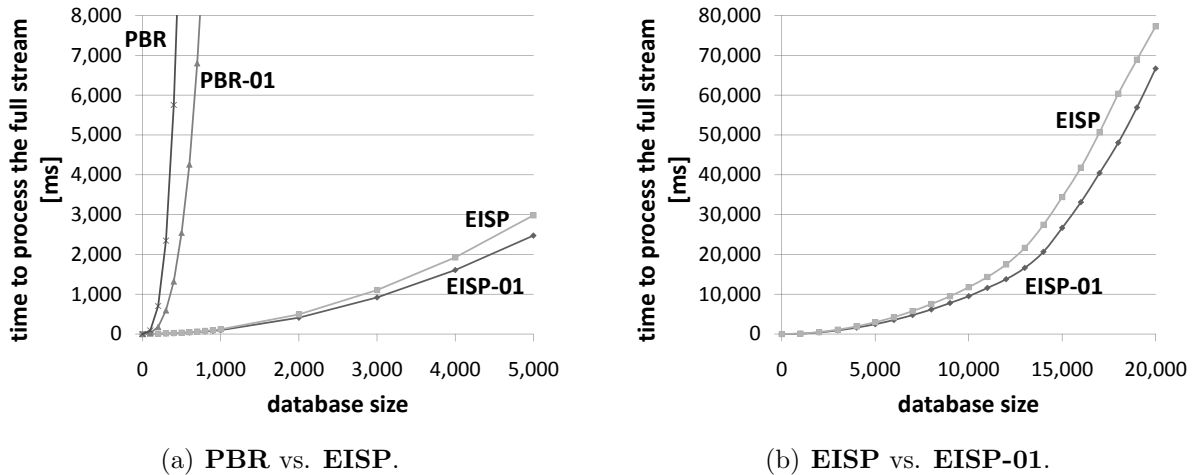 time to process the full stream
[ms]
8,000
7,000
6,000
5,000
4,000
3,000
2,000
1,000
0
PBR
PBR-01
EISP
EISP-01
0
1,000
2,000
3,000
4,000
5,000
database size
(a) PBR vs. EISP.
time to process the full stream
[ms]
80,000
70,000
60,000
50,000
40,000
30,000
20,000
10,000
0
EISP
EISP-01
0
5,000
10,000
15,000
20,000
database size
(b) EISP vs. EISP-01.